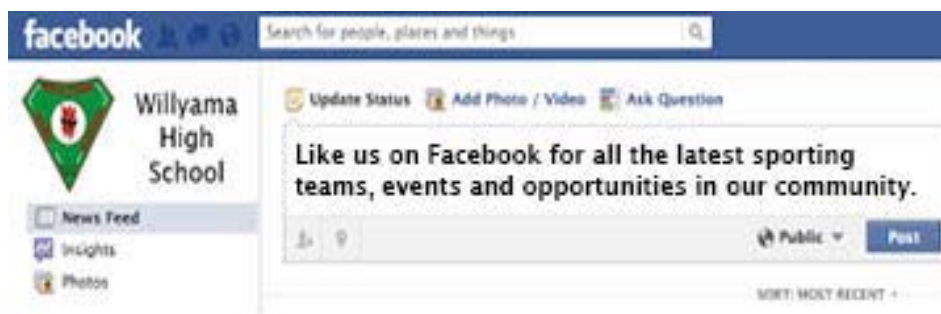 facebook
Search for people, places and things
Willyama
High
School
Update Status Add Photo / Video Ask Question
Like us on Facebook for all the latest sporting
teams, events and opportunities in our community.
News Feed
Insights
Photos
Public
Post
SORT: MOST RECENT